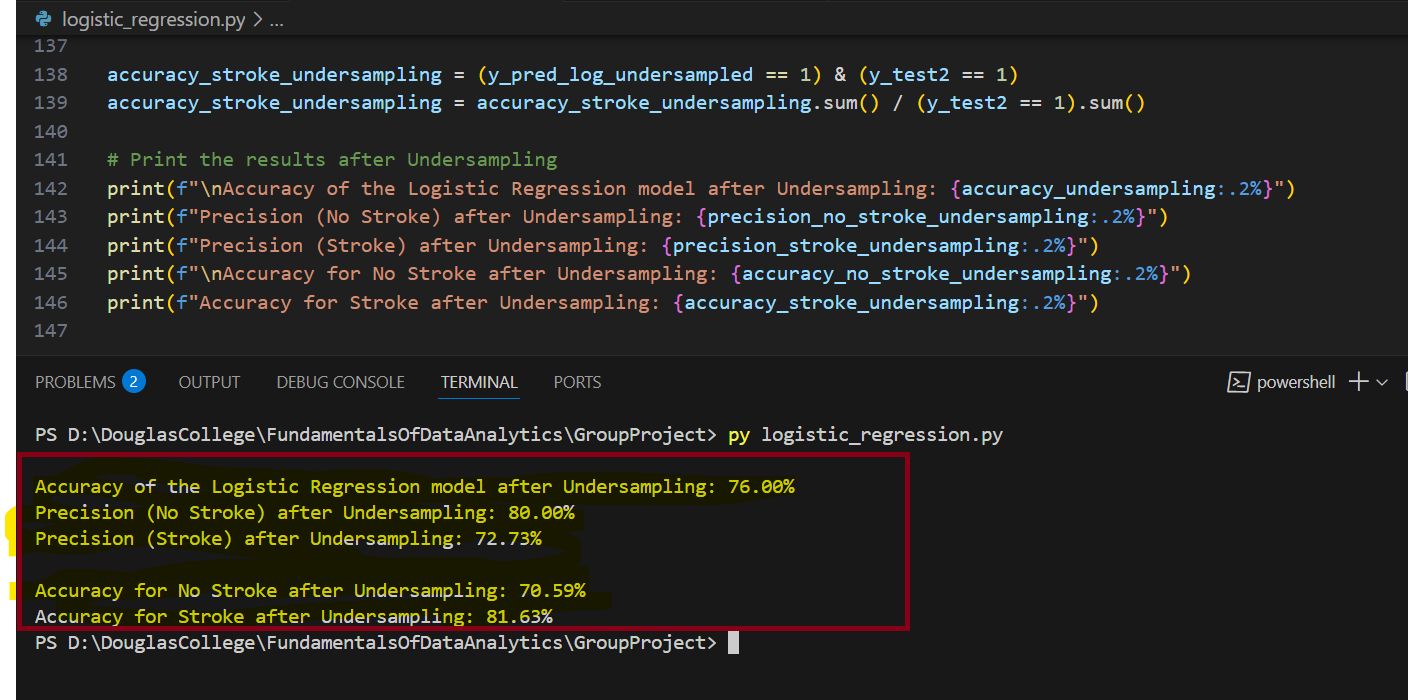 logistic_regression.py > ...
137
138 accuracy_stroke_undersampling = (y_pred_log_undersampled == 1) & (y_test2 == 1)
139 accuracy_stroke_undersampling = accuracy_stroke_undersampling.sum() / (y_test2 == 1).sum()
140
141 # Print the results after Undersampling
142 print(f"\nAccuracy of the Logistic Regression model after Undersampling: {accuracy_undersampling:.2%}")
143 print(f"Precision (No Stroke) after Undersampling: {precision_no_stroke_undersampling:.2%}")
144 print(f"Precision (Stroke) after Undersampling: {precision_stroke_undersampling:.2%}")
145 print(f"\nAccuracy for No Stroke after Undersampling: {accuracy_no_stroke_undersampling:.2%}")
146 print(f"Accuracy for Stroke after Undersampling: {accuracy_stroke_undersampling:.2%}")
147
PROBLEMS 2 OUTPUT DEBUG CONSOLE TERMINAL PORTS powershell
PS D:\DouglasCollege\FundamentalsOfDataAnalytics\GroupProject> py logistic_regression.py
Accuracy of the Logistic Regression model after Undersampling: 76.00%
Precision (No Stroke) after Undersampling: 80.00%
Precision (Stroke) after Undersampling: 72.73%
Accuracy for No Stroke after Undersampling: 70.59%
Accuracy for Stroke after Undersampling: 81.63%
PS D:\DouglasCollege\FundamentalsOfDataAnalytics\GroupProject>